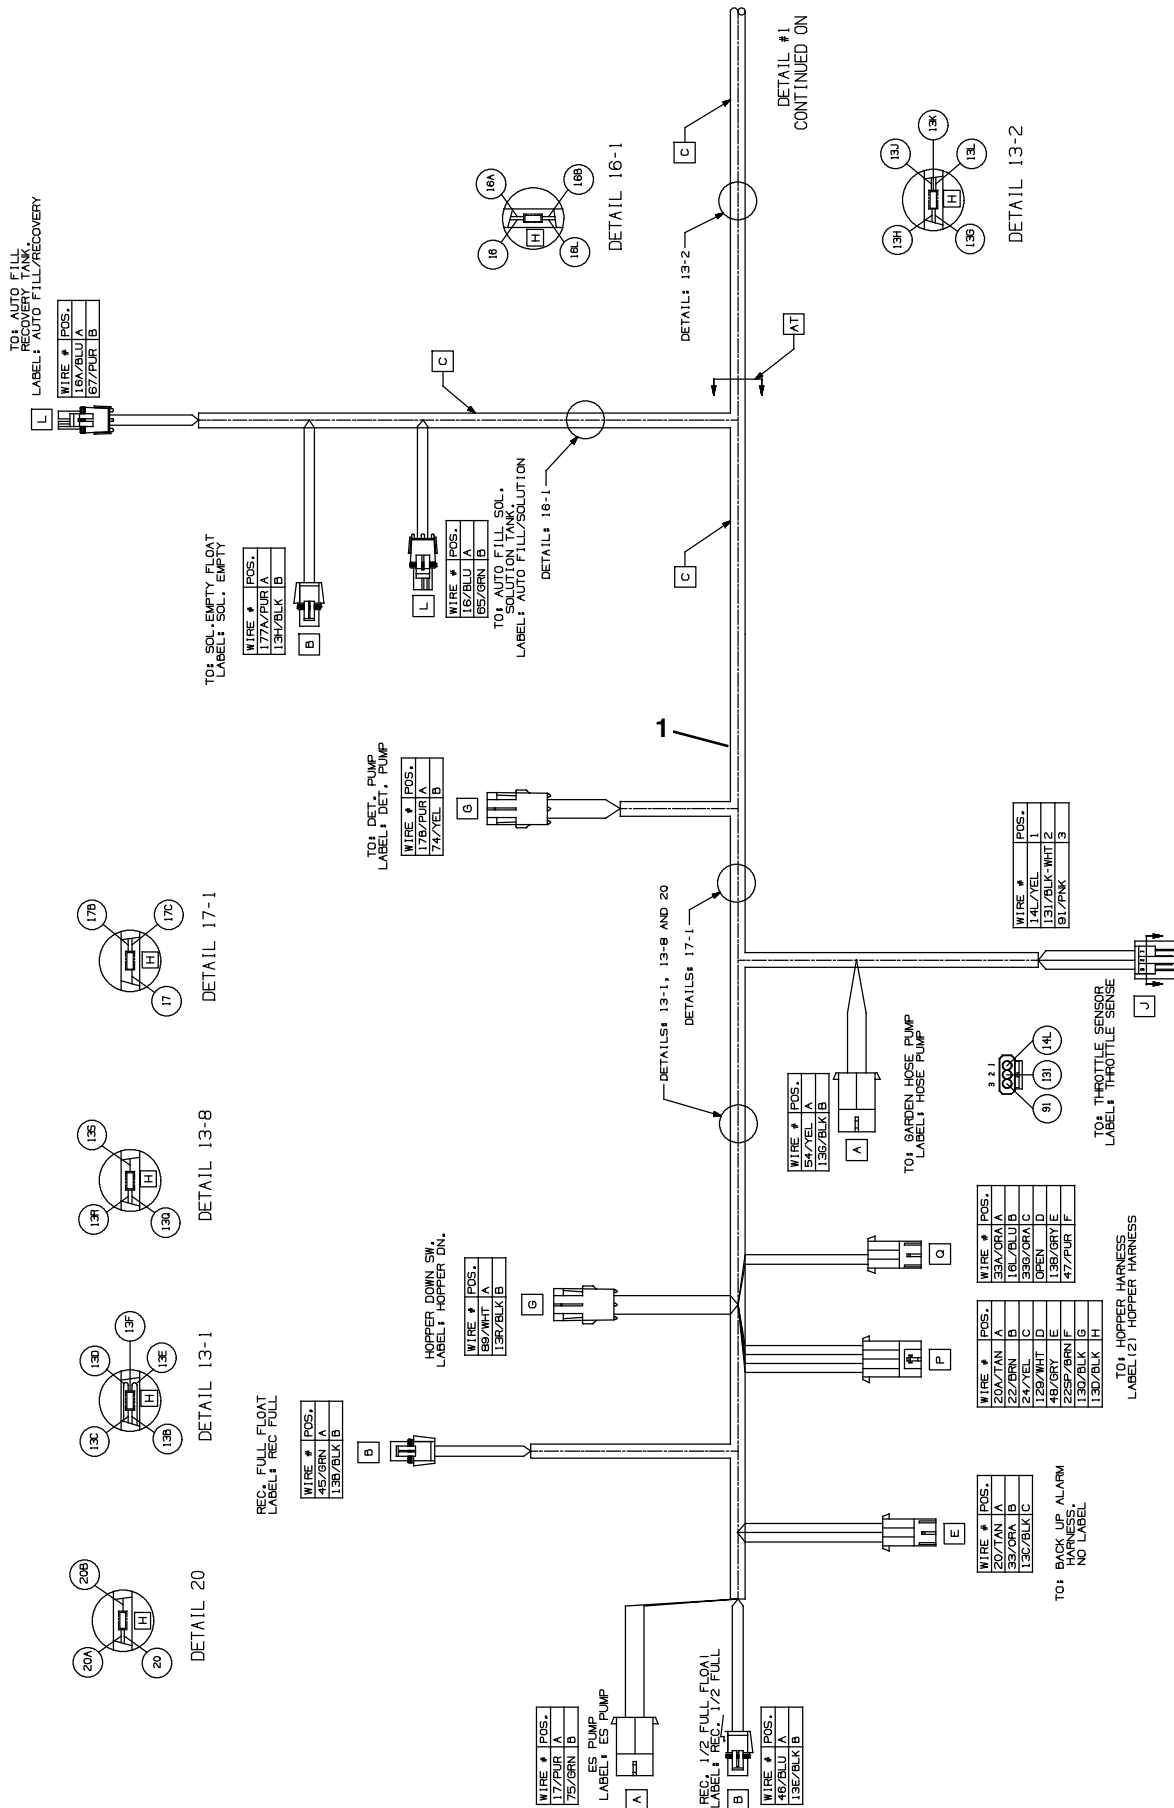 TO: AUTO FILL
RECOVERY TANK.
LABEL: AUTO FILL/RECOVERY
WIRE # POS.
16A/BLU A
67/PUR B
L
C
TO: SOL.EMPTY FLOAT
LABEL: SOL. EMPTY
WIRE # POS.
177A/PUR A
13H/BLK B
B
L
WIRE # POS.
16/BLU A
65/GRN B
TO: AUTO FILL SOL.
SOLUTION TANK.
LABEL: AUTO FILL/SOLUTION
DETAIL: 16-1
16
16A
16B
16L
H
DETAIL 16-1
C
DETAIL: 13-2
DETAIL #1
CONTINUED ON
13H
13J
13K
13L
13G
H
DETAIL 13-2
AT
C
1
TO: DET. PUMP
LABEL: DET. PUMP
WIRE # POS.
17B/PUR A
74/YEL B
G
17B
17C
17
H
DETAIL 17-1
DETAILS: 13-1, 13-8 AND 20
DETAILS: 17-1
13S
13R
13Q
H
DETAIL 13-8
13F
13D
13E
13C
13B
H
DETAIL 13-1
20B
20A
20
H
DETAIL 20
HOPPER DOWN SW.
LABEL: HOPPER DN.
WIRE # POS.
89/WHT A
13R/BLK B
G
REC. FULL FLOAT
LABEL: REC FULL
WIRE # POS.
45/GRN A
13B/BLK B
B
WIRE # POS.
17/PUR A
75/GRN B
ES PUMP
LABEL: ES PUMP
A
REC. 1/2 FULL FLOAT
LABEL: REC. 1/2 FULL
B
WIRE # POS.
46/BLU A
13E/BLK B
E
WIRE # POS.
20/TAN A
33/ORA B
13C/BLK C
TO: BACK UP ALARM
HARNESS.
NO LABEL
P
Q
WIRE # POS.
20A/TAN A
22/BRN B
24/YEL C
129/WHT D
48/GRY E
22SP/BRN F
13Q/BLK G
13D/BLK H
WIRE # POS.
33A/ORA A
16L/BLU B
33G/ORA C
OPEN D
138/GRY E
47/PUR F
TO: HOPPER HARNESS
LABEL (2) HOPPER HARNESS
WIRE # POS.
54/YEL A
13G/BLK B
A
TO: GARDEN HOSE PUMP
LABEL: HOSE PUMP
WIRE # POS.
14L/YEL 1
131/BLK-WHT 2
91/PNK 3
3 2 1
91
131
14L
TO: THROTTLE SENSOR
LABEL: THROTTLE SENSE
J